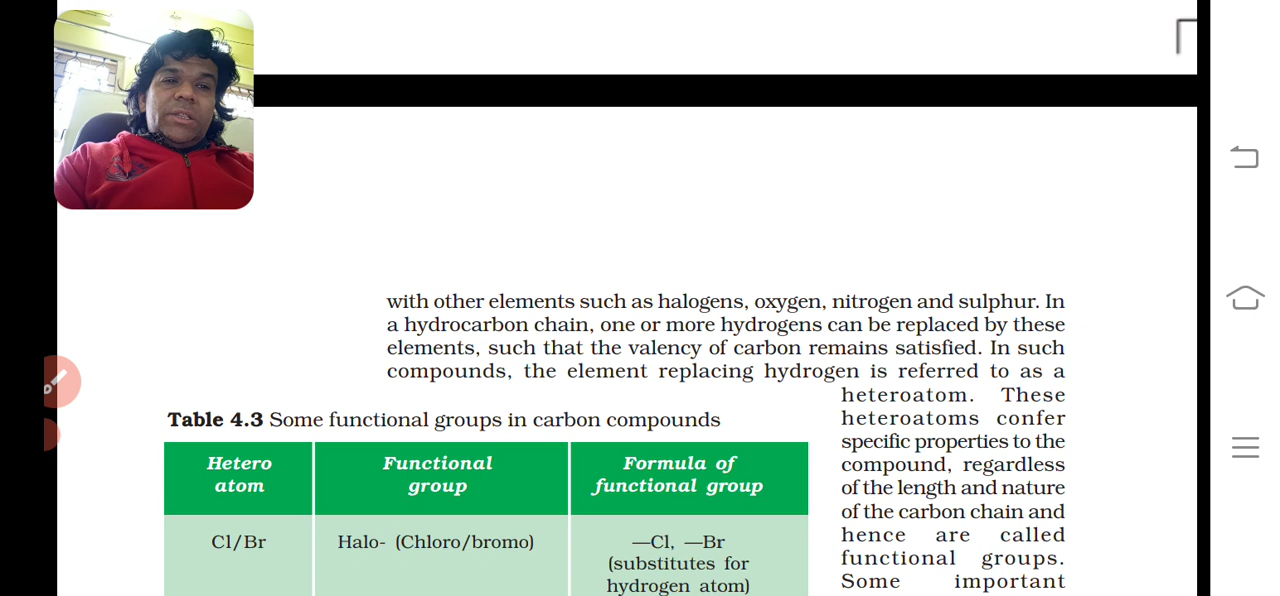 with other elements such as halogens, oxygen, nitrogen and sulphur. In
a hydrocarbon chain, one or more hydrogens can be replaced by these
elements, such that the valency of carbon remains satisfied. In such
compounds, the element replacing hydrogen is referred to as a
heteroatom. These
heteroatoms confer
specific properties to the
compound, regardless
of the length and nature
of the carbon chain and
hence are called
functional groups.
Some important
Table 4.3 Some functional groups in carbon compounds
Hetero
atom
Functional
group
Formula of
functional group
Cl/Br
Halo- (Chloro/bromo)
—Cl, —Br
(substitutes for
hydrogen atom)